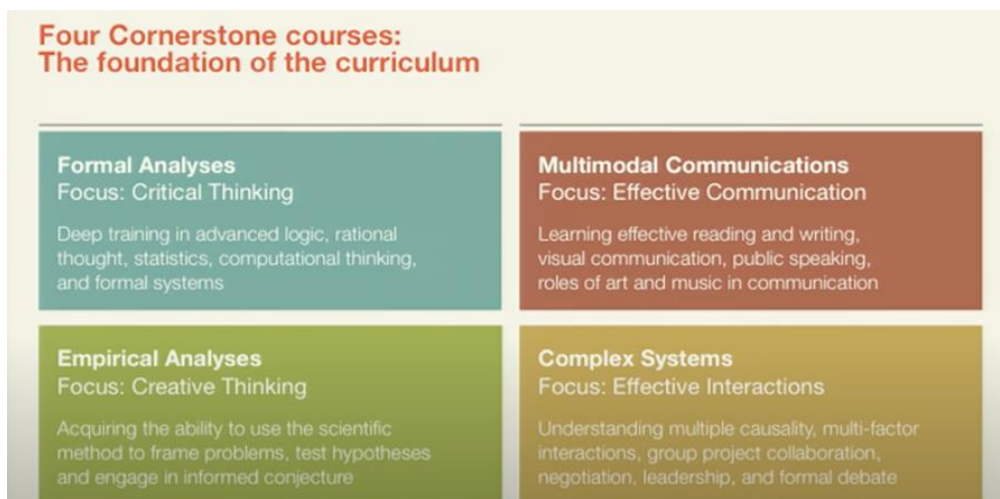 Four Cornerstone courses:
The foundation of the curriculum
Formal Analyses
Focus: Critical Thinking
Deep training in advanced logic, rational
thought, statistics, computational thinking,
and formal systems
Multimodal Communications
Focus: Effective Communication
Learning effective reading and writing,
visual communication, public speaking,
roles of art and music in communication
Empirical Analyses
Focus: Creative Thinking
Acquiring the ability to use the scientific
method to frame problems, test hypotheses
and engage in informed conjecture
Complex Systems
Focus: Effective Interactions
Understanding multiple causality, multi-factor
interactions, group project collaboration,
negotiation, leadership, and formal debate